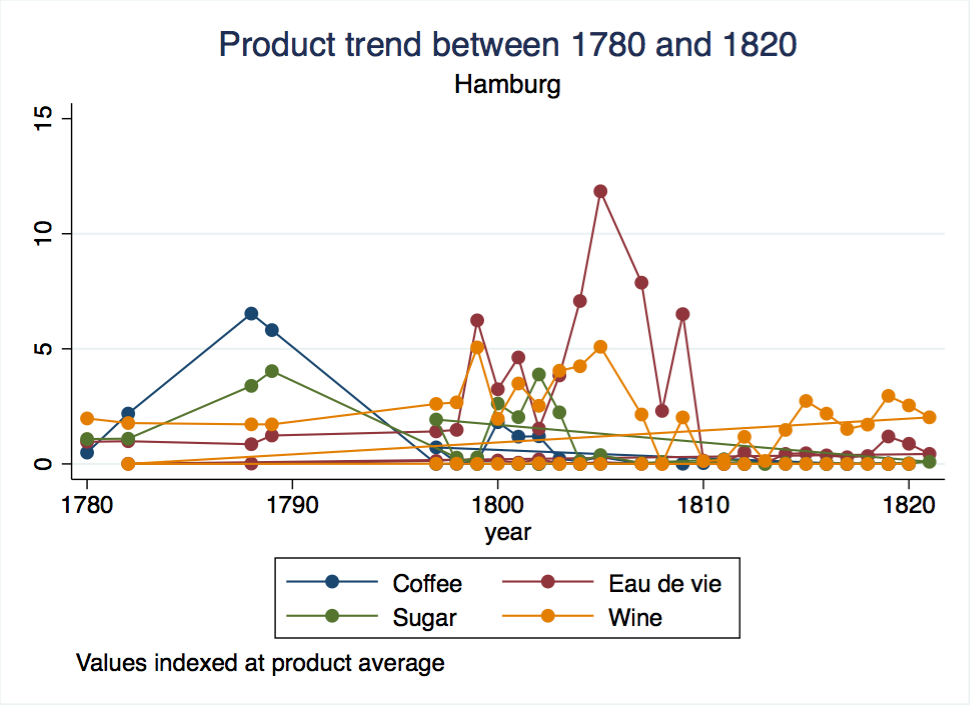 Product trend between 1780 and 1820
Hamburg
15
10
5
0
1780 1790 1800 1810 1820
year
Coffee Eau de vie
Sugar Wine
Values indexed at product average